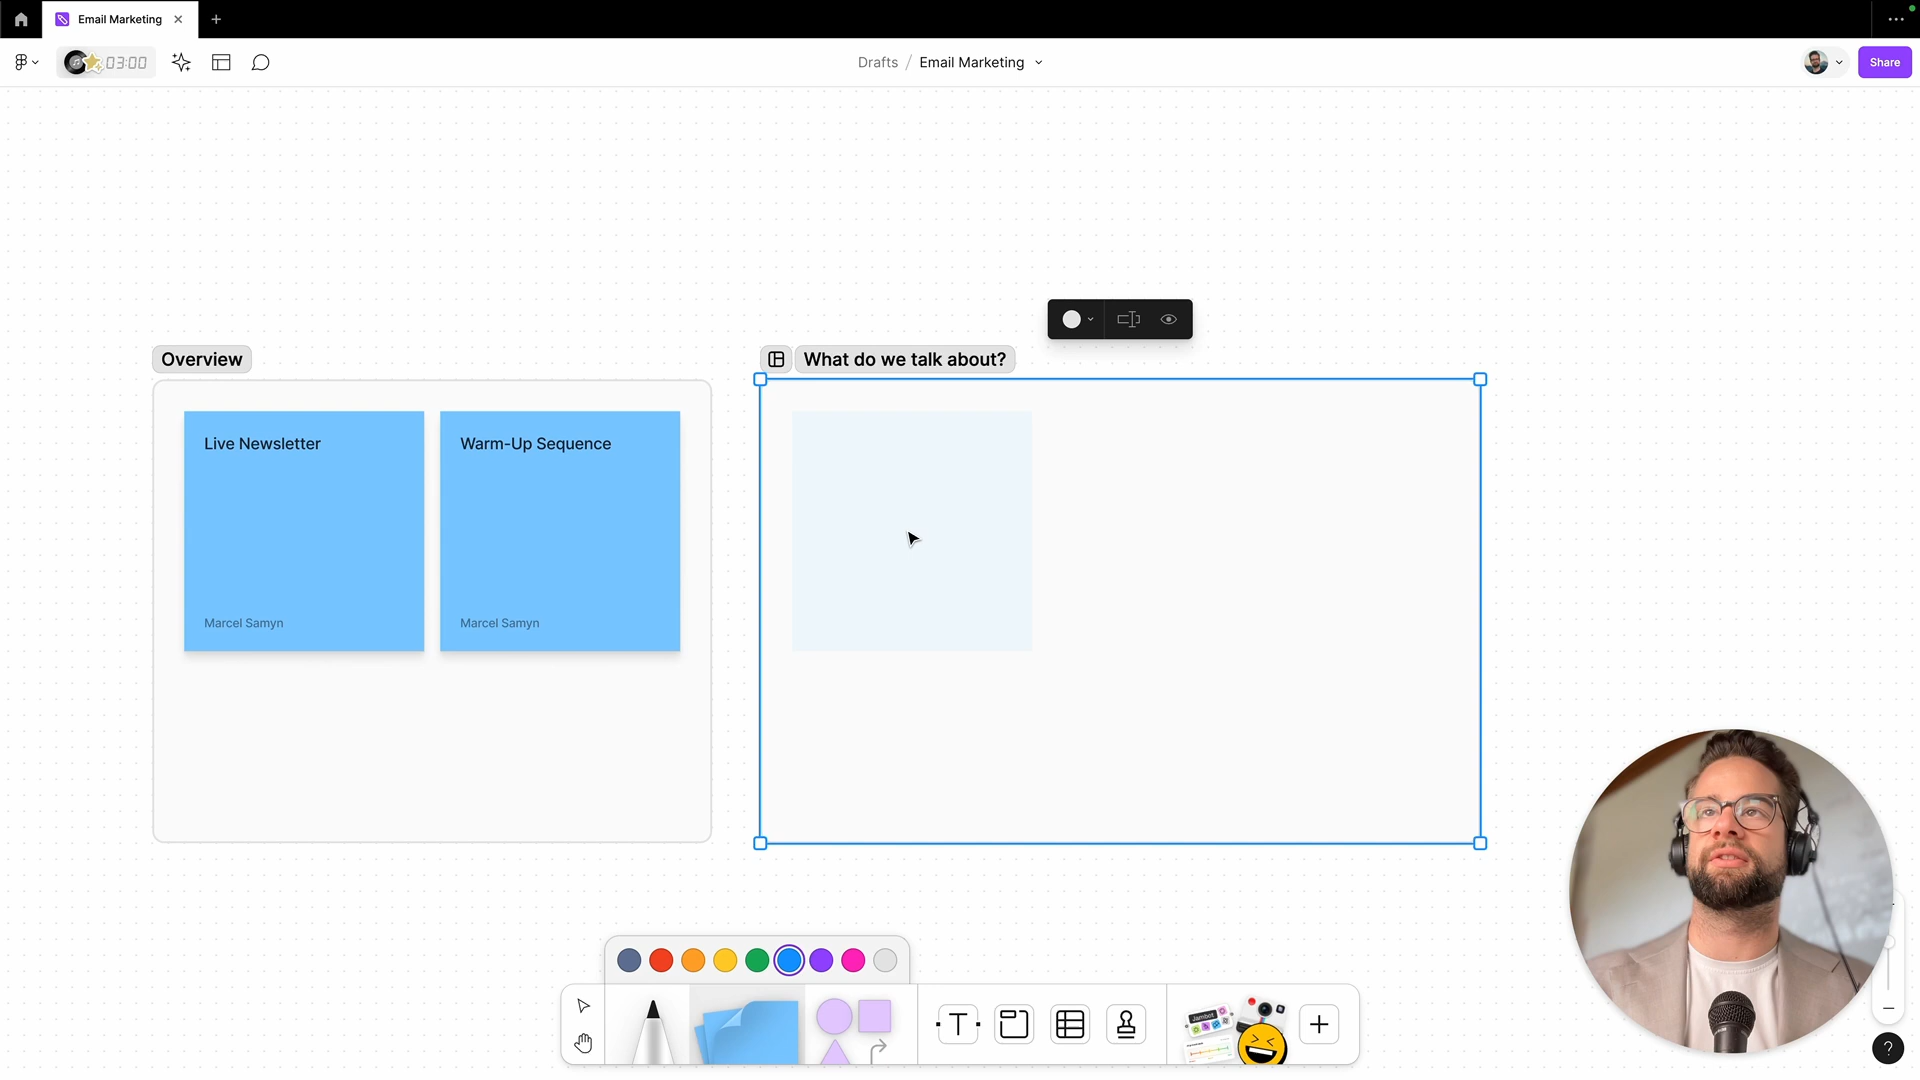 Email Marketing
03:00
Drafts / Email Marketing
Share
Overview
What do we talk about?
Live Newsletter
Warm-Up Sequence
Marcel Samyn
Marcel Samyn
T
Jambot
?